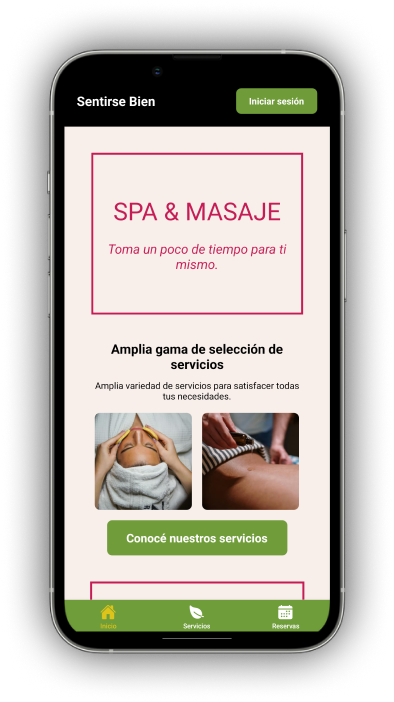 Sentirse Bien
Iniciar sesión
SPA & MASAJE
Toma un poco de tiempo para ti
mismo.
Amplia gama de selección de
servicios
Amplia variedad de servicios para satisfacer todas
tus necesidades.
Conocé nuestros servicios
Inicio
Servicios
Reservas